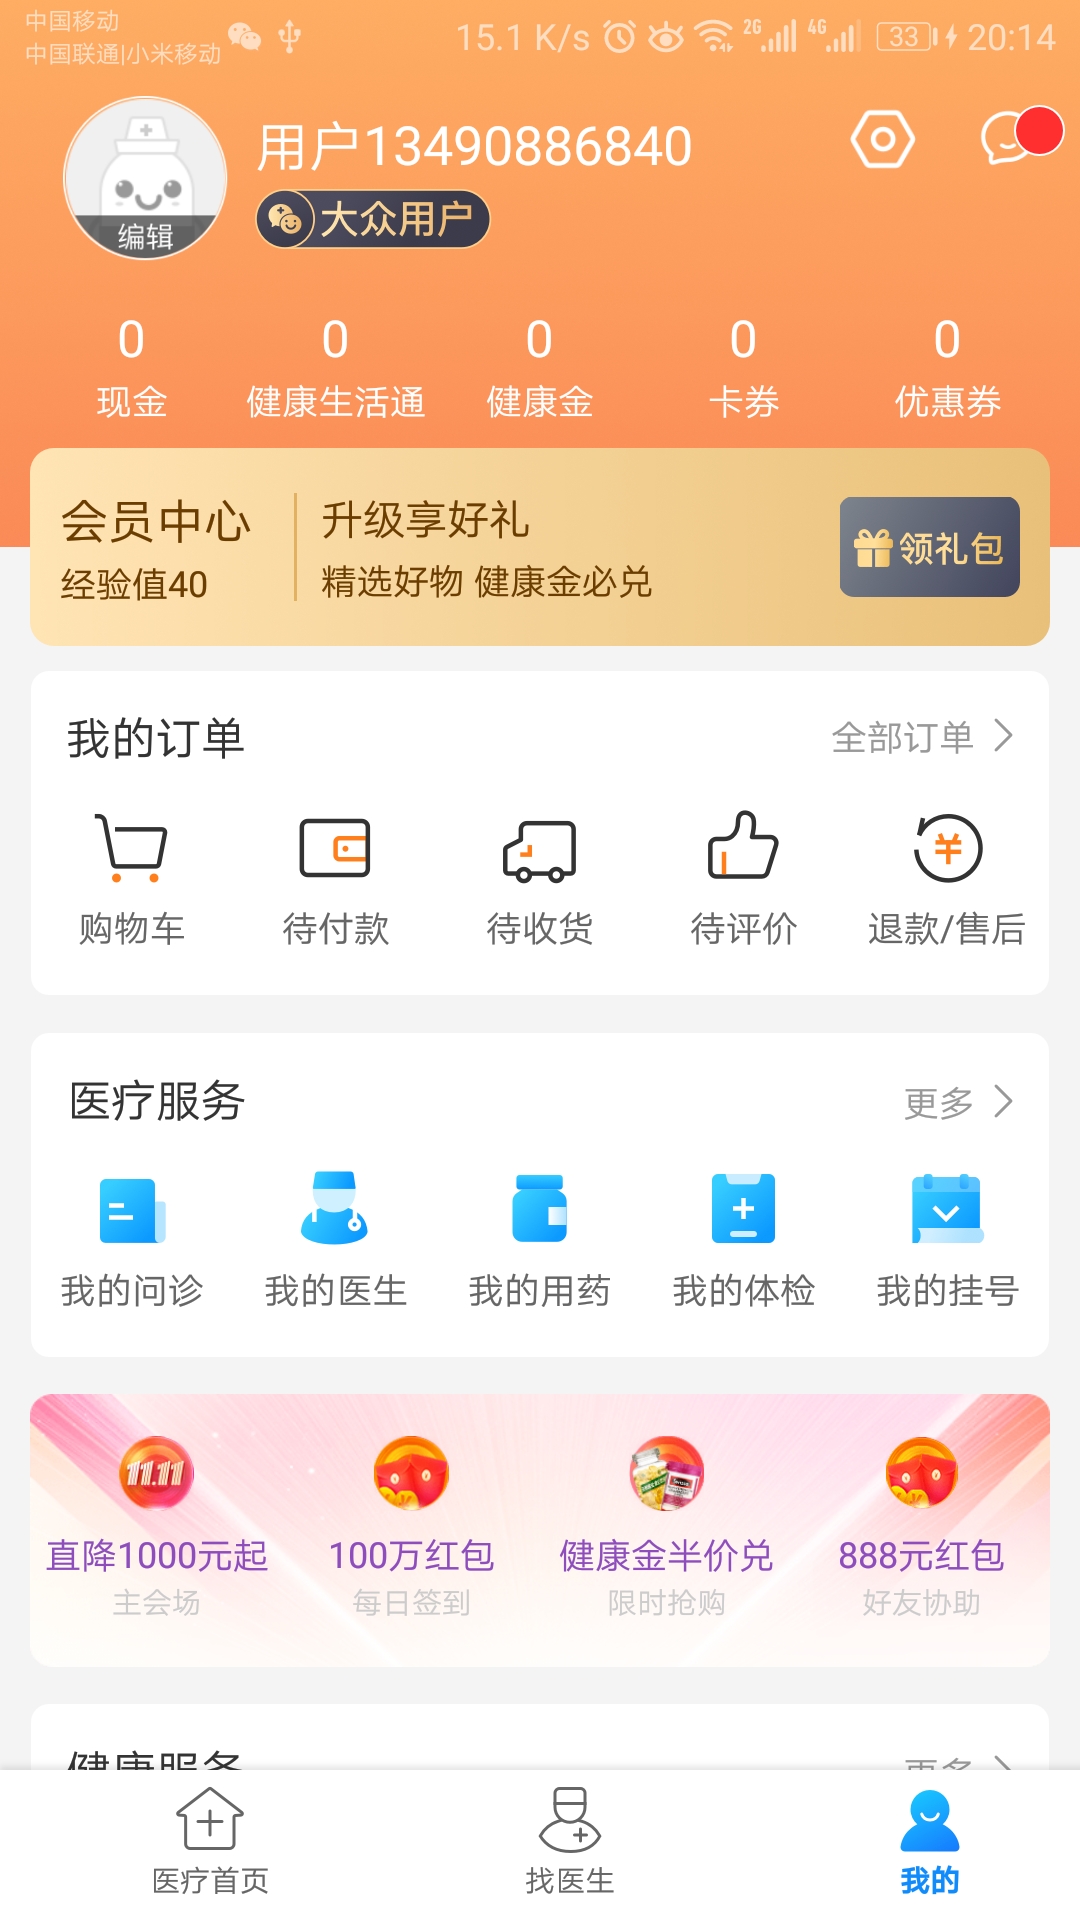 中国移动
中国联通|小米移动
15.1 K/s 2G 4G 33 20:14
用户13490886840
大众用户
编辑
0 0 0 0 0
现金 健康生活通 健康金 卡券 优惠券
会员中心 升级享好礼
经验值40 精选好物 健康金必兑
领礼包
我的订单 全部订单
购物车 待付款 待收货 待评价 退款/售后
医疗服务 更多
我的问诊 我的医生 我的用药 我的体检 我的挂号
11.11
直降1000元起 100万红包 健康金半价兑 888元红包
主会场 每日签到 限时抢购 好友协助
健康服务 更多
医疗首页 找医生 我的